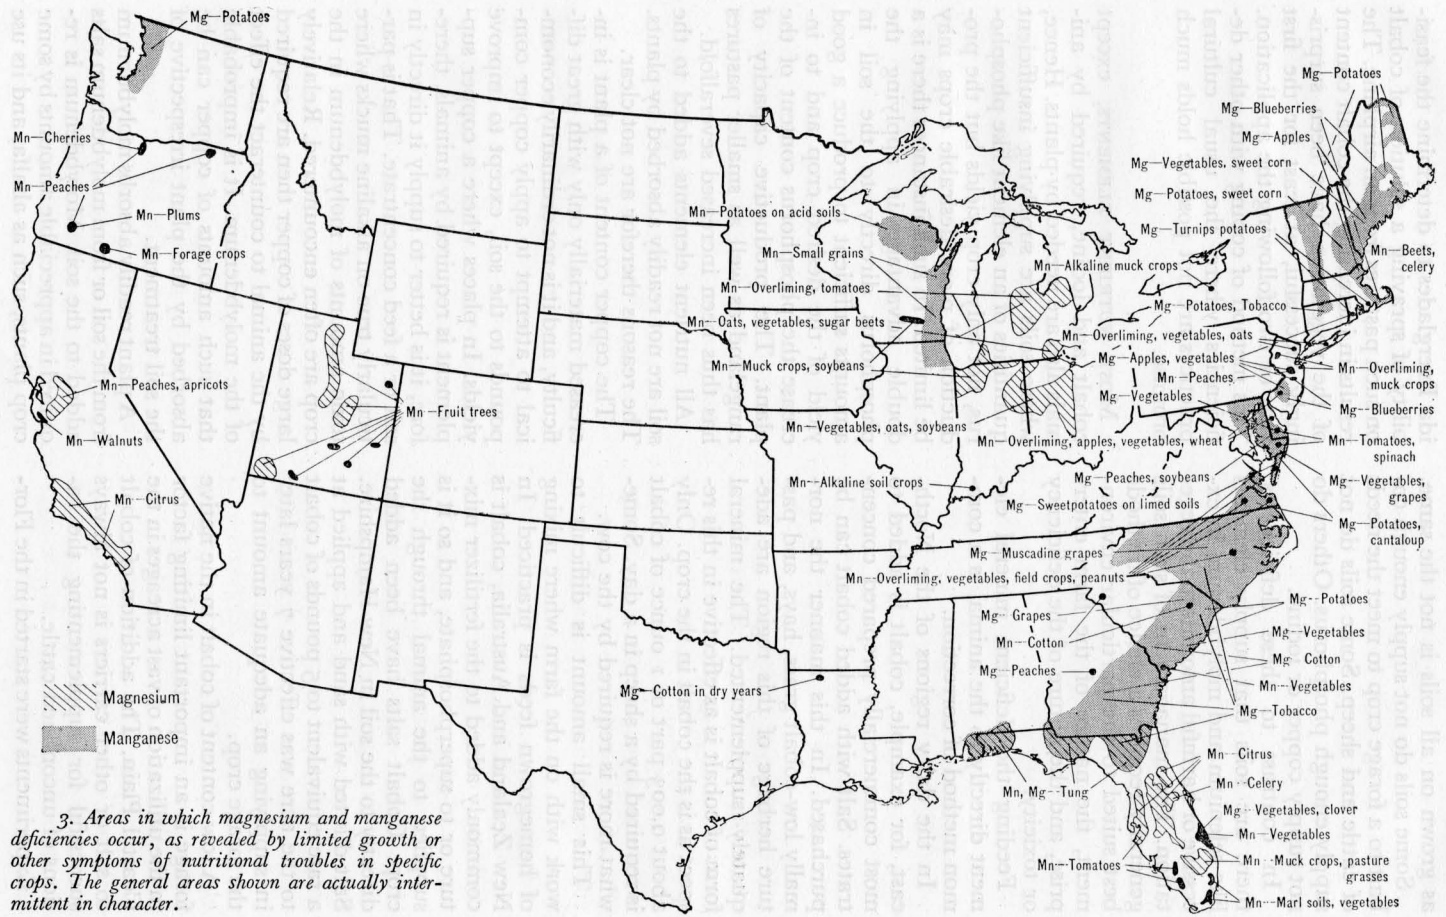 Mg—Potatoes
Mn—Cherries
Mn—Peaches
Mn—Plums
Mn—Forage crops
Mn—Peaches, apricots
Mn—Walnuts
Mn—Citrus
Mn—Fruit trees
Mn—Potatoes on acid soils
Mn—Small grains
Mn—Overliming, tomatoes
Mn—Oats, vegetables, sugar beets
Mn—Muck crops, soybeans
Mn—Vegetables, oats, soybeans
Mn—Alkaline soil crops
Mg—Cotton in dry years
Mg—Potatoes
Mg—Blueberries
Mg—Apples
Mg—Vegetables, sweet corn
Mg—Potatoes, sweet corn
Mg—Turnips potatoes
Mn—Beets,
celery
Mn—Alkaline muck crops
Mg—Potatoes, Tobacco
Mn—Overliming, vegetables, oats
Mg—Apples, vegetables
Mn—Peaches
Mg—Vegetables
Mn—Overliming,
muck crops
Mg—Blueberries
Mn—Overliming, apples, vegetables, wheat
Mn—Tomatoes,
spinach
Mg—Peaches, soybeans
Mg—Vegetables,
grapes
Mg—Sweetpotatoes on limed soils
Mg—Potatoes,
cantaloup
Mg—Muscadine grapes
Mn—Overliming, vegetables, field crops, peanuts
Mg—Grapes
Mn—Cotton
Mg—Peaches
Mg—Potatoes
Mg—Vegetables
Mg—Cotton
Mn—Vegetables
Mg—Tobacco
Mn, Mg—Tung
Mn—Citrus
Mn—Celery
Mg—Vegetables, clover
Mn—Vegetables
Mn—Muck crops, pasture
grasses
Mn—Tomatoes
Mn—Marl soils, vegetables
Magnesium
Manganese
3. Areas in which magnesium and manganese
deficiencies occur, as revealed by limited growth or
other symptoms of nutritional troubles in specific
crops. The general areas shown are actually inter-
mittent in character.